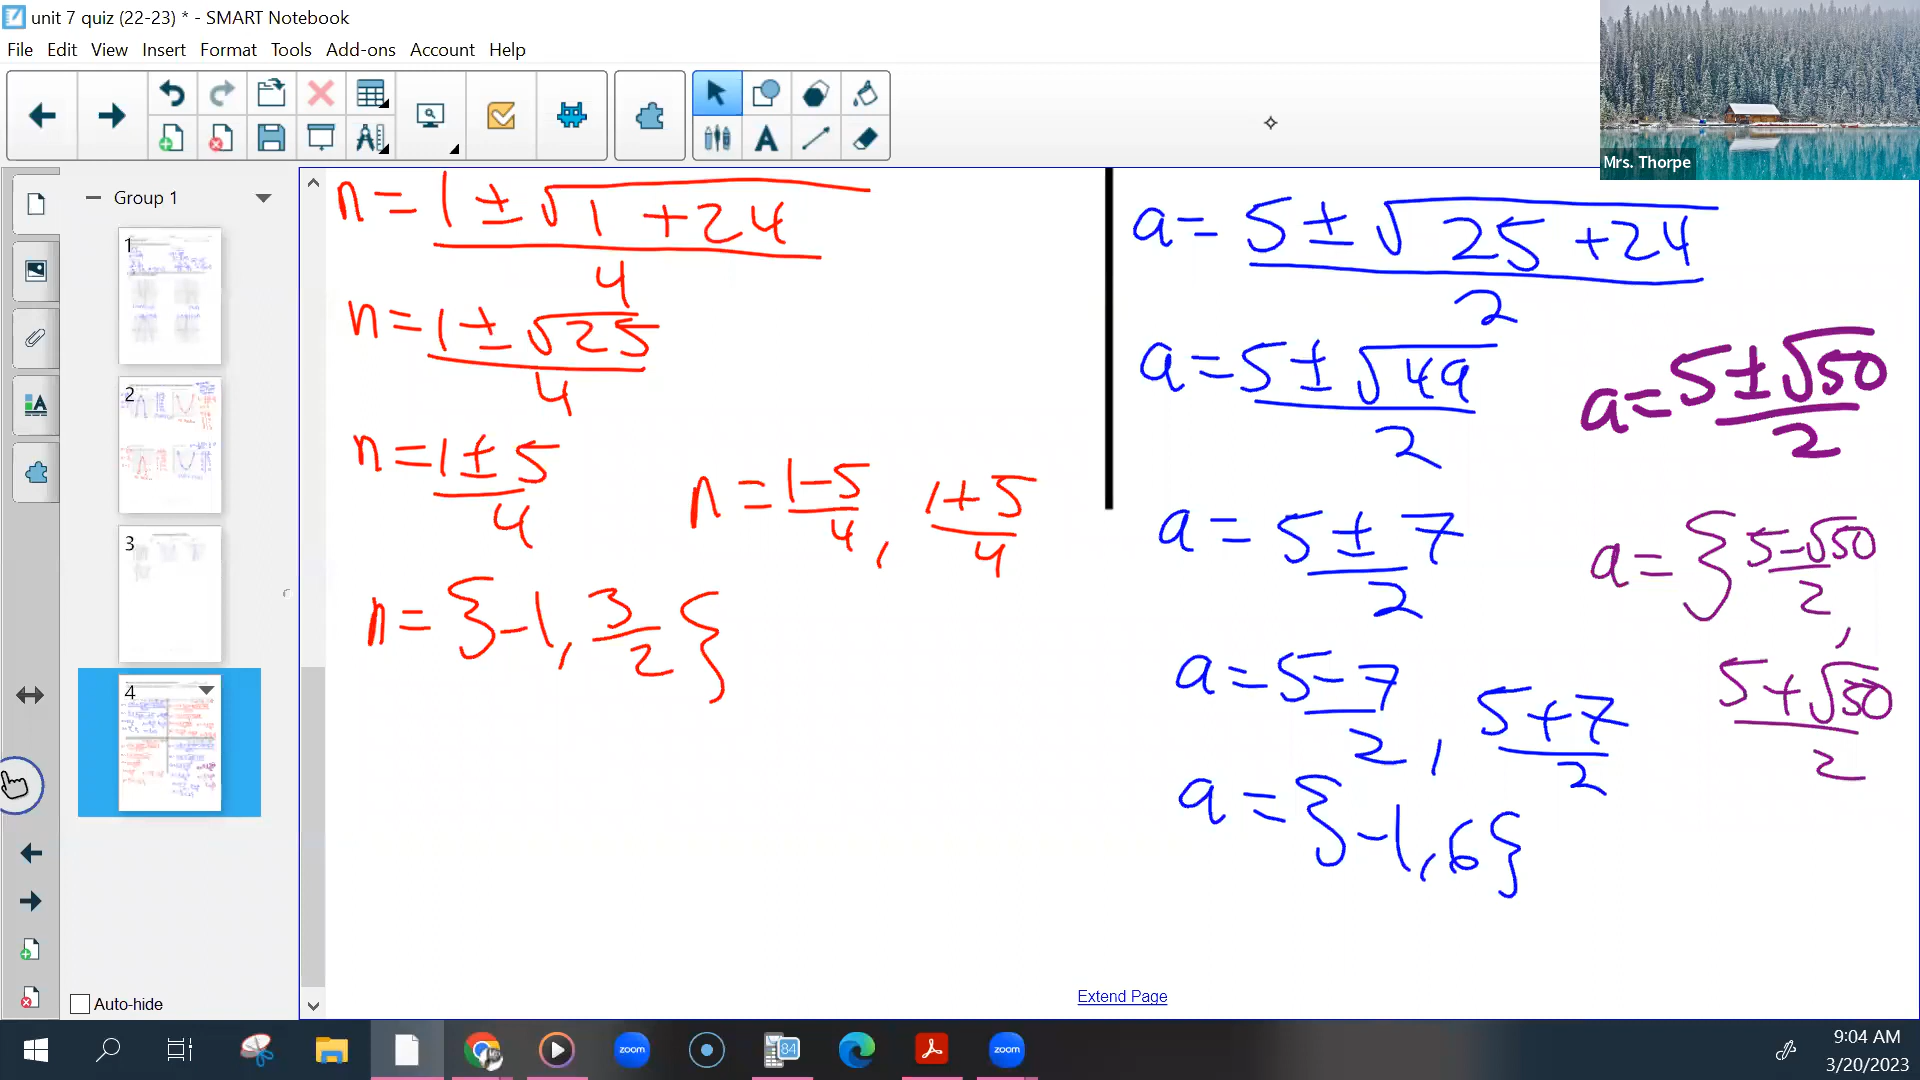 unit 7 quiz (22-23) * - SMART Notebook
File Edit View Insert Format Tools Add-ons Account Help
Mrs. Thorpe
Group 1
1
2
3
4
Auto-hide
n = 1 ± √1 + 24
4
n = 1 ± √25
4
n = 1 ± 5
4
n = 1 - 5
4 ,
1 + 5
4
n = { -1, 3/2 }
a = 5 ± √25 + 24
2
a = 5 ± √49
2
a = 5 ± 7
2
a = 5 - 7
2 ,
5 + 7
2
a = { -1, 6 }
a = 5 ± √50
2
a = { 5 - √50
2 ,
5 + √50
2
Extend Page
zoom
84
zoom
9:04 AM
3/20/2023